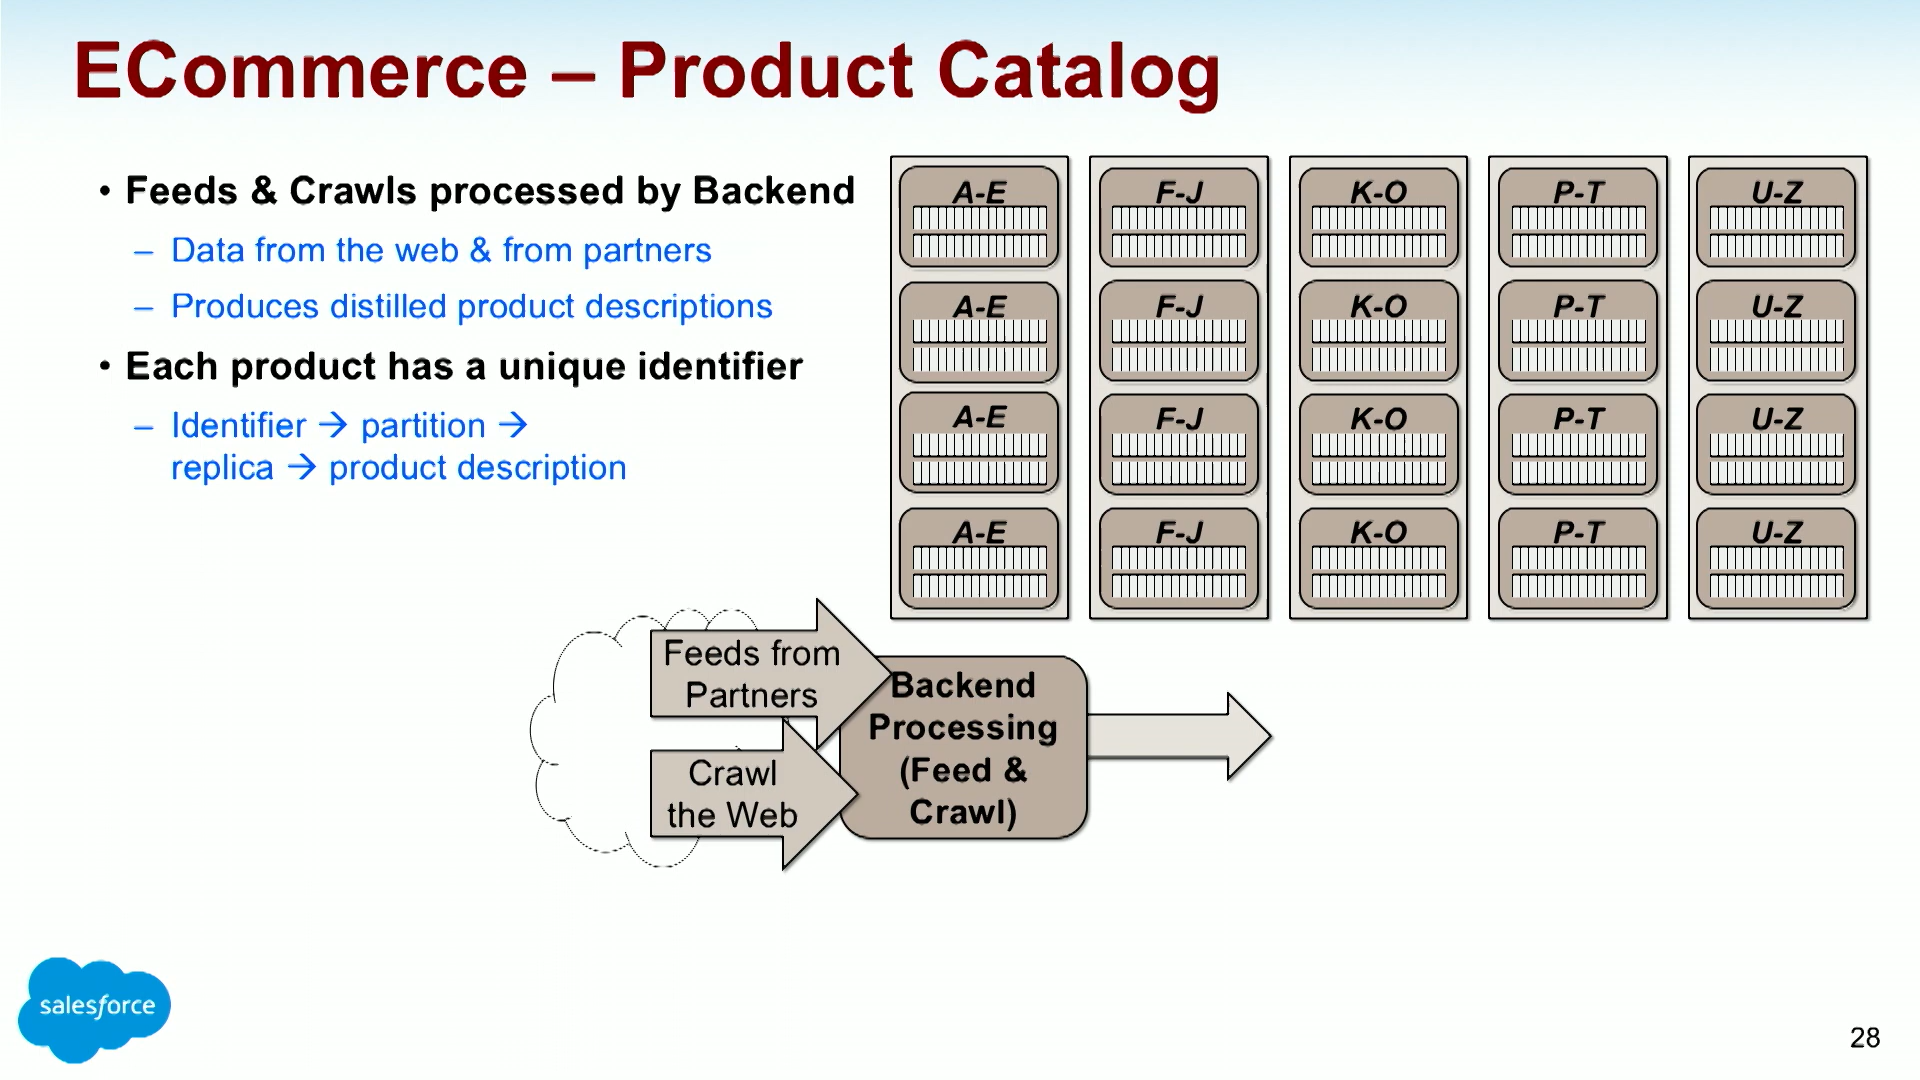 ECommerce – Product Catalog
• Feeds & Crawls processed by Backend
– Data from the web & from partners
– Produces distilled product descriptions
• Each product has a unique identifier
– Identifier → partition →
replica → product description
A-E F-J K-O P-T U-Z
A-E F-J K-O P-T U-Z
A-E F-J K-O P-T U-Z
A-E F-J K-O P-T U-Z
Feeds from
Partners
Crawl
the Web
Backend
Processing
(Feed &
Crawl)
salesforce
28